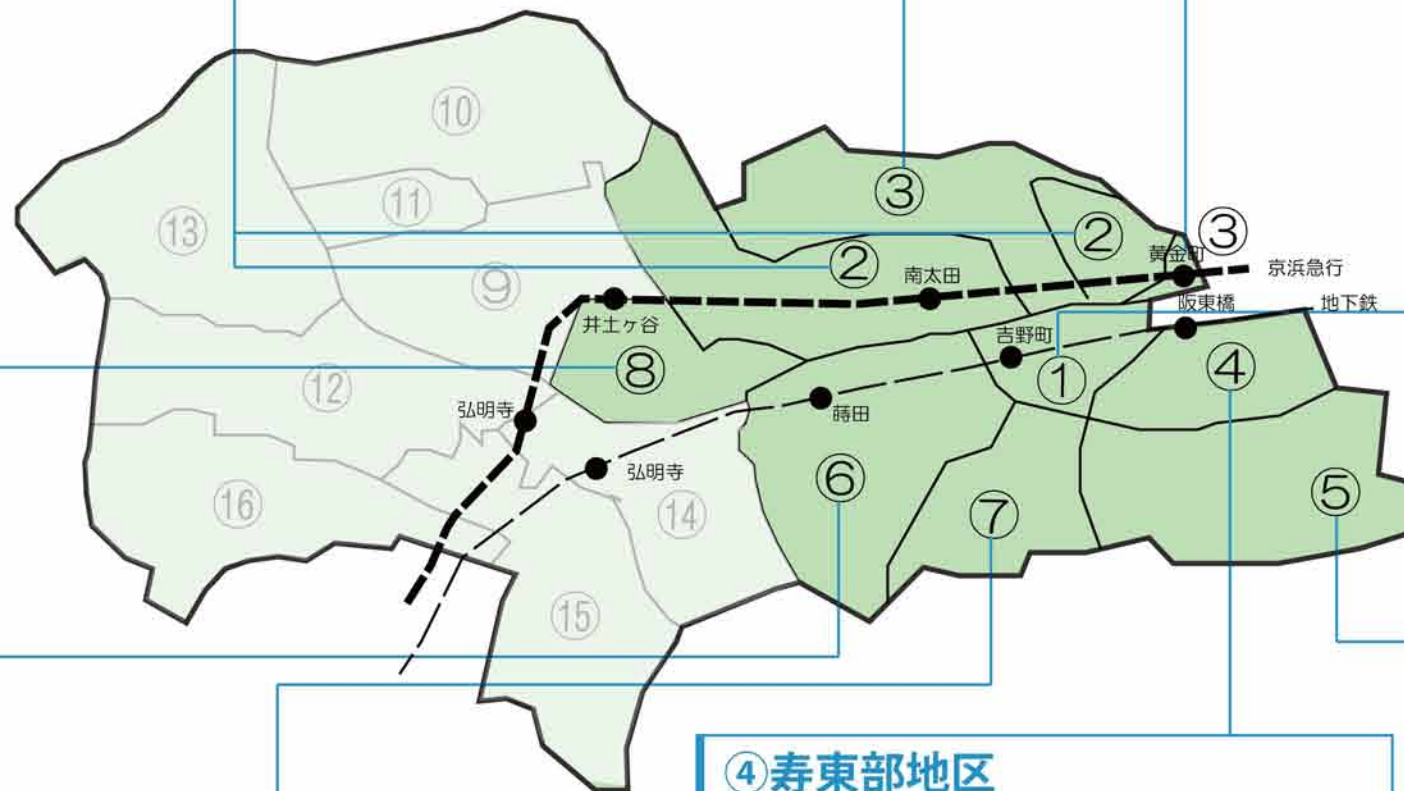 ⑩
③
⑪
⑬
②
③
黄金町
京浜急行
②
南太田
⑨
阪東橋
地下鉄
井土ヶ谷
吉野町
⑧
①
④
⑫
弘明寺
蒔田
弘明寺
⑥
⑤
⑯
⑭
⑦
⑮
④寿東部地区